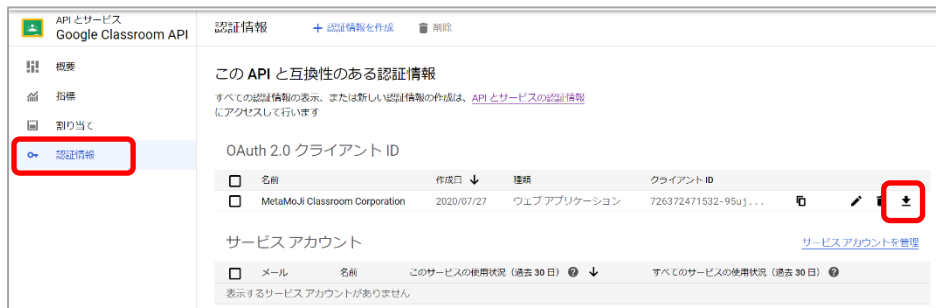 API とサービス
Google Classroom API
認証情報
+ 認証情報を作成
削除
概要
指標
割り当て
認証情報
この API と互換性のある認証情報
すべての認証情報の表示、または新しい認証情報の作成は、API とサービスの認証情報
にアクセスして行います
OAuth 2.0 クライアント ID
名前 作成日 ↓ 種類 クライアント ID
MetaMoJi Classroom Corporation 2020/07/27 ウェブ アプリケーション 726372471532-95uj...
サービス アカウント
サービス アカウントを管理
メール 名前 このサービスの使用状況（過去 30 日） ↓ すべてのサービスの使用状況（過去 30 日）
表示するサービス アカウントがありません